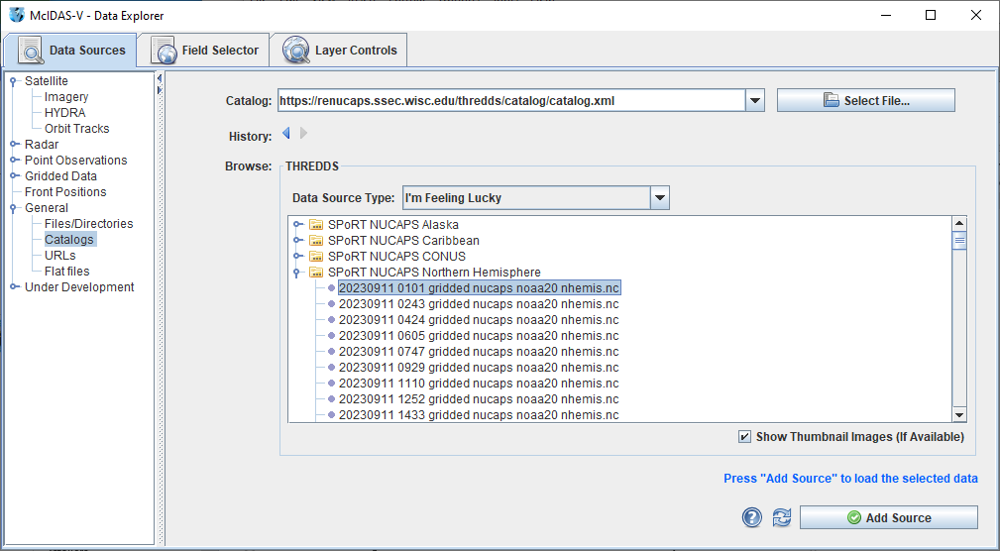 McIDAS-V - Data Explorer
Data Sources
Field Selector
Layer Controls
Satellite
Imagery
HYDRA
Orbit Tracks
Radar
Point Observations
Gridded Data
Front Positions
General
Files/Directories
Catalogs
URLs
Flat files
Under Development
Catalog: https://renucaps.ssec.wisc.edu/thredds/catalog/catalog.xml Select File...
History:
Browse: THREDDS
Data Source Type: I'm Feeling Lucky
SPoRT NUCAPS Alaska
SPoRT NUCAPS Caribbean
SPoRT NUCAPS CONUS
SPoRT NUCAPS Northern Hemisphere
20230911 0101 gridded nucaps noaa20 nhemis.nc
20230911 0243 gridded nucaps noaa20 nhemis.nc
20230911 0424 gridded nucaps noaa20 nhemis.nc
20230911 0605 gridded nucaps noaa20 nhemis.nc
20230911 0747 gridded nucaps noaa20 nhemis.nc
20230911 0929 gridded nucaps noaa20 nhemis.nc
20230911 1110 gridded nucaps noaa20 nhemis.nc
20230911 1252 gridded nucaps noaa20 nhemis.nc
20230911 1433 gridded nucaps noaa20 nhemis.nc
Show Thumbnail Images (If Available)
Press "Add Source" to load the selected data
Add Source